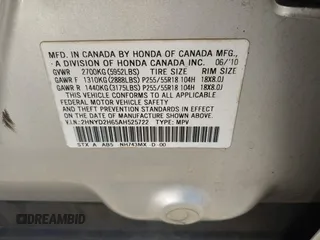 MFD. IN CANADA BY HONDA OF CANADA MFG.,
A DIVISION OF HONDA CANADA INC. 06/10
GVWR 2700KG(5952LBS) TIRE SIZE RIM SIZE
GAWR F 1310KG(2888LBS) P255/55R18 104H 18X8.0J
GAWR R 1440KG(3175LBS) P255/55R18 104H 18X8.0J
THIS VEHICLE CONFORMS TO ALL APPLICABLE
FEDERAL MOTOR VEHICLE SAFETY AND
THEFT PREVENTION STANDARDS IN EFFECT ON
THE DATE OF MANUFACTURE SHOWN ABOVE.
V.I.N.:2HNYD2H65AH525722 TYPE: MPV
STX A ABS NH743MX D 00
© DYLAMOBID